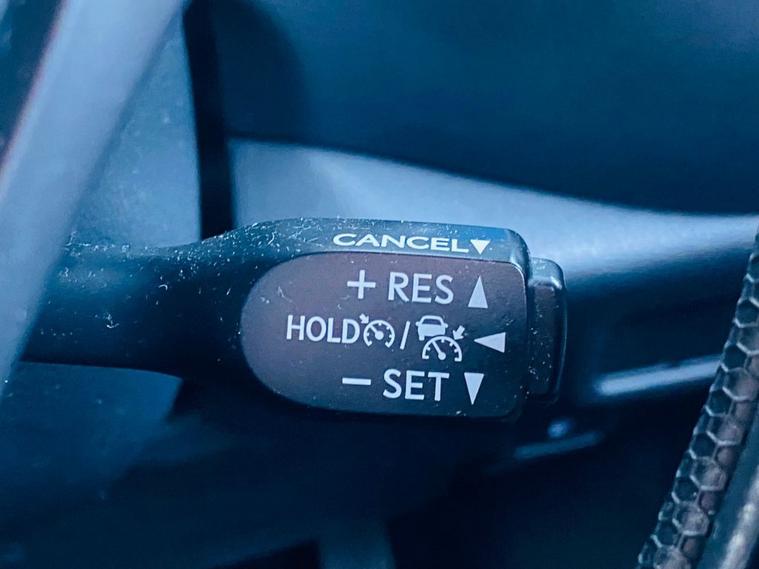 CANCEL▼
+ RES ▲
HOLD / ◀
− SET ▼